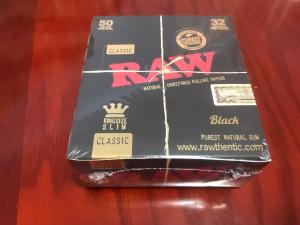 50
32
CLASSIC
RAW
NATURAL UNREFINED ROLLING PAPERS
KINGSIZE
SLIM
Black
CLASSIC
PUREST NATURAL GUM
www.rawthentic.com